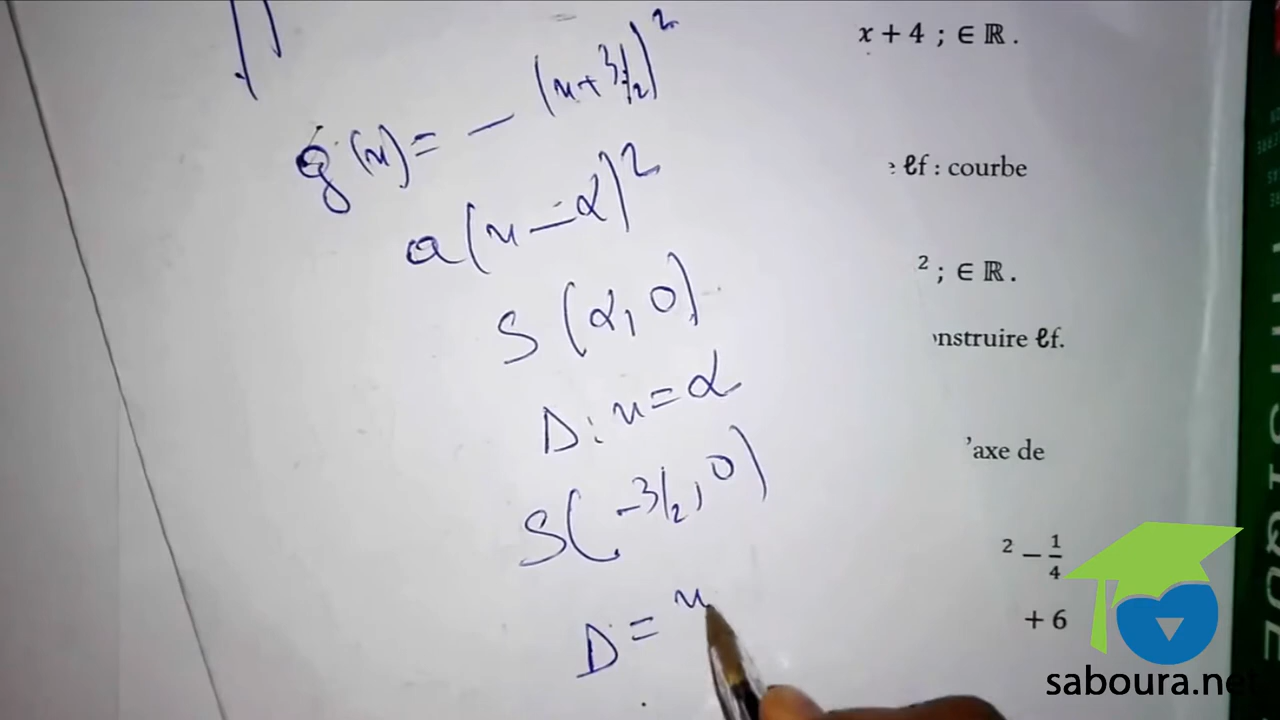 x + 4 ; ∈ ℝ .
g(x) = - (x + 3/2)²
ℓf : courbe
a(x - α)²
² ; ∈ ℝ .
S(α, 0)
nstruire ℓf.
D : x = α
'axe de
S(-3/2, 0)
² - 1/4
D = x
+ 6
saboura.net